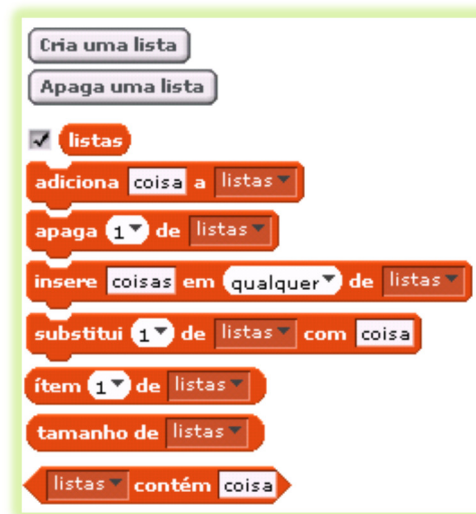 Cria uma lista
Apaga uma lista
listas
adiciona coisa a listas
apaga 1 de listas
insere coisas em qualquer de listas
substitui 1 de listas com coisa
ítem 1 de listas
tamanho de listas
listas contém coisa